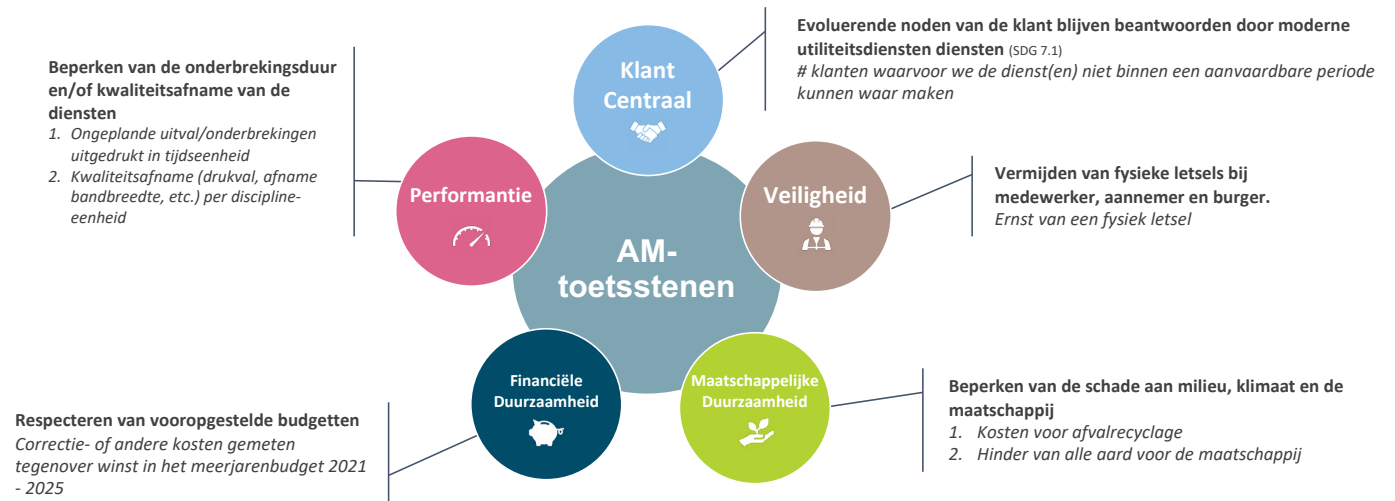 Evoluerende noden van de klant blijven beantwoorden door moderne
utiliteitsdiensten diensten (SDG 7.1)
# klanten waarvoor we de dienst(en) niet binnen een aanvaardbare periode
kunnen waar maken
Klant
Centraal
Beperken van de onderbrekingsduur
en/of kwaliteitsafname van de
diensten
1. Ongeplande uitval/onderbrekingen
uitgedrukt in tijdseenheid
2. Kwaliteitsafname (drukval, afname
bandbreedte, etc.) per discipline-
eenheid
Performantie
Veiligheid
Vermijden van fysieke letsels bij
medewerker, aannemer en burger.
Ernst van een fysiek letsel
AM-
toetsstenen
Financiële
Duurzaamheid
Maatschappelijke
Duurzaamheid
Respecteren van vooropgestelde budgetten
Correctie- of andere kosten gemeten
tegenover winst in het meerjarenbudget 2021
- 2025
Beperken van de schade aan milieu, klimaat en de
maatschappij
1. Kosten voor afvalrecyclage
2. Hinder van alle aard voor de maatschappij